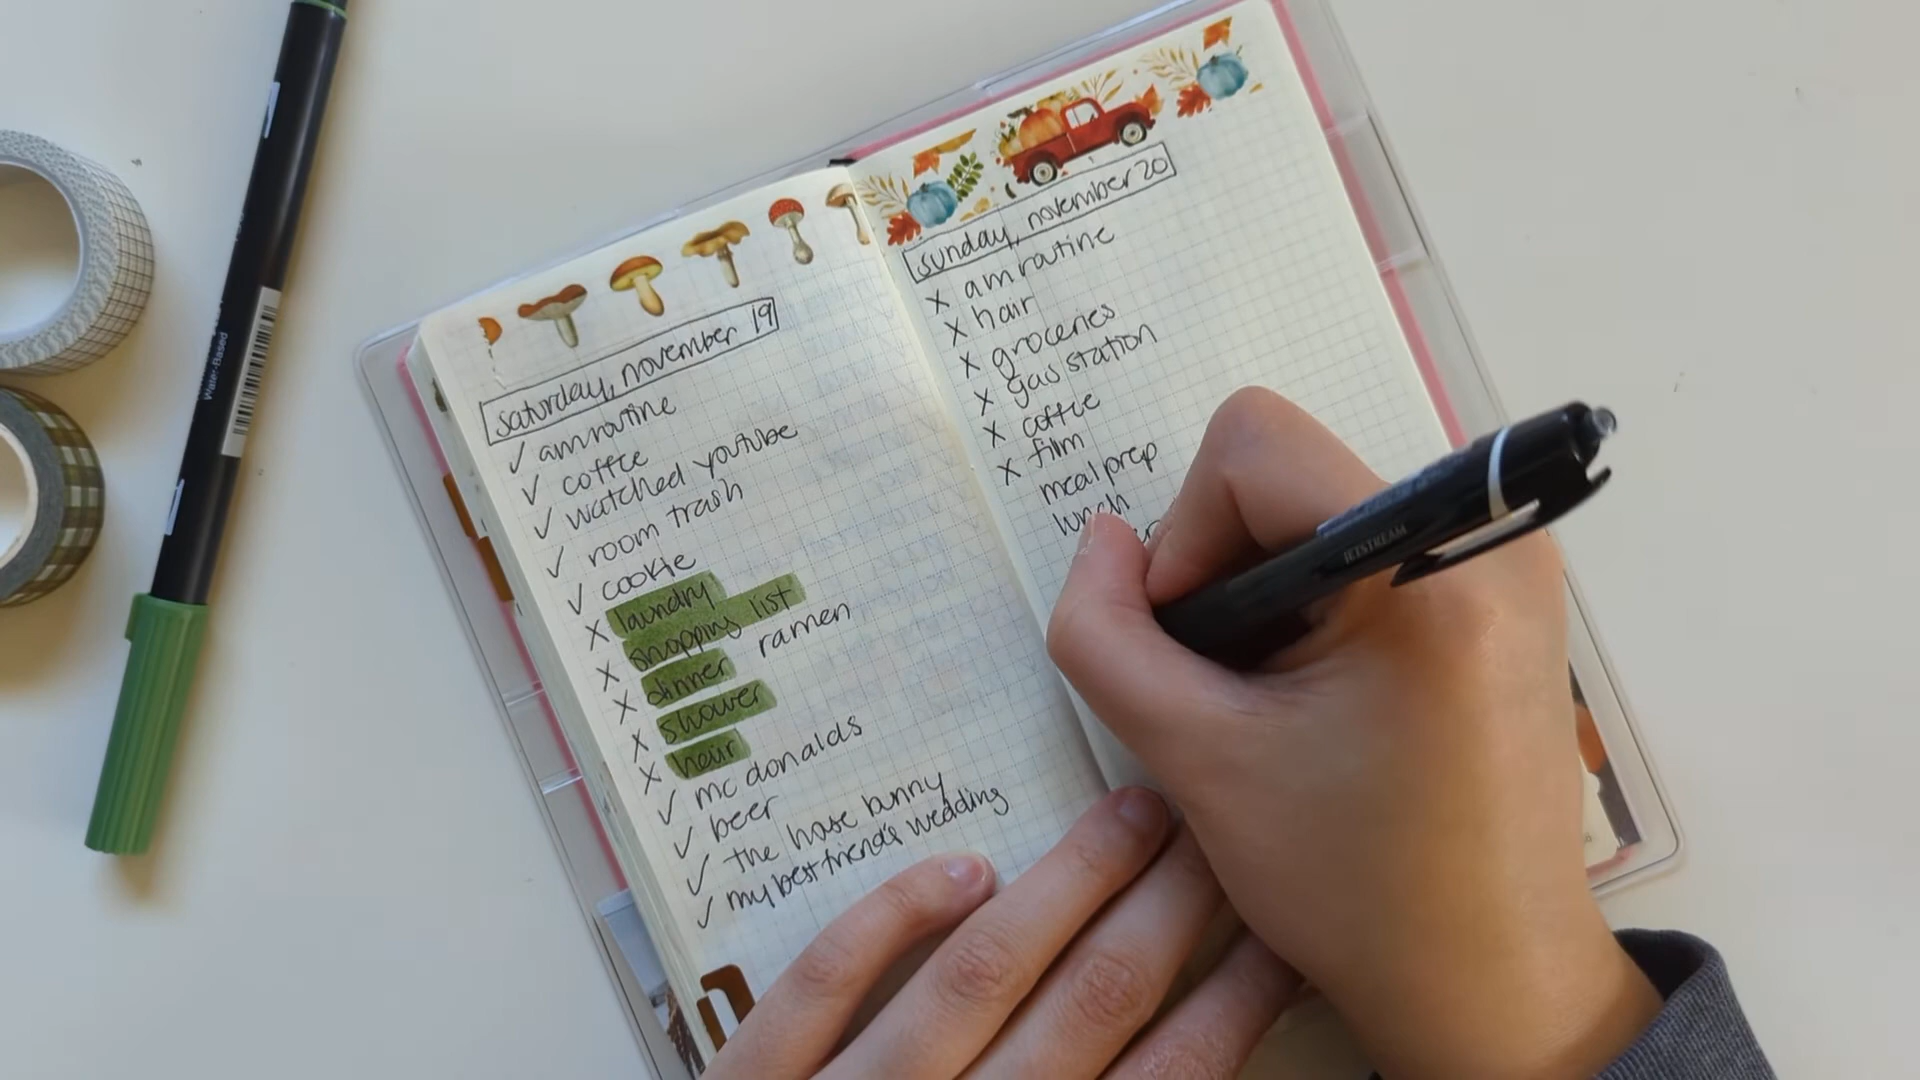 saturday, november 19
✓ am routine
✓ coffee
✓ watched youtube
✓ room trash
✓ cookie
x laundry
x shopping list
x dinner ramen
x shower
x hair
✓ mc donalds
✓ beer
✓ the hose bunny
✓ my best friend's wedding
sunday, november 20
x am routine
x hair
x groceries
x gas station
x coffee
x film
meal prep
lunch
JETSTREAM
Water-Based